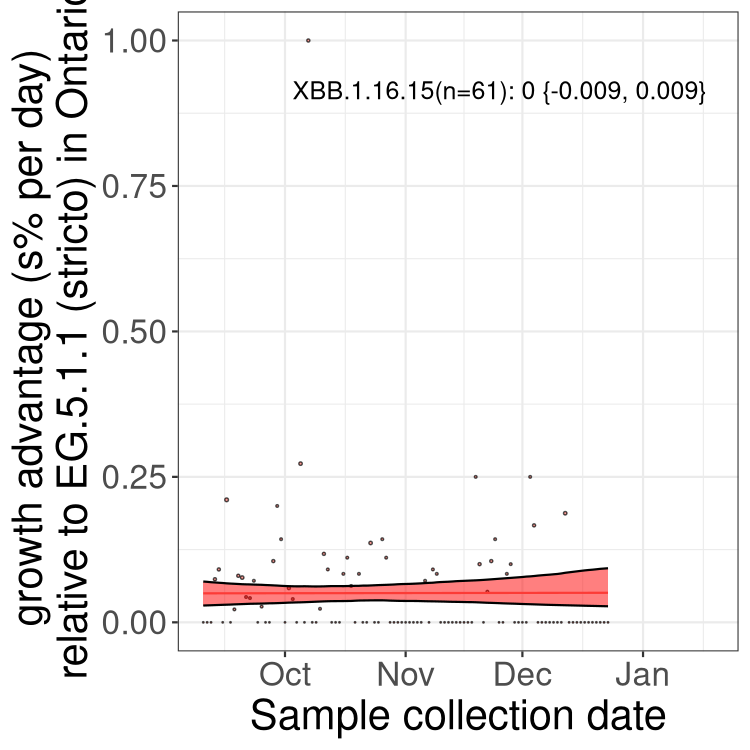 growth advantage (s% per day)
relative to EG.5.1.1 (stricto) in Ontario
1.00
0.75
0.50
0.25
0.00
XBB.1.16.15(n=61): 0 {-0.009, 0.009}
Oct Nov Dec Jan
Sample collection date